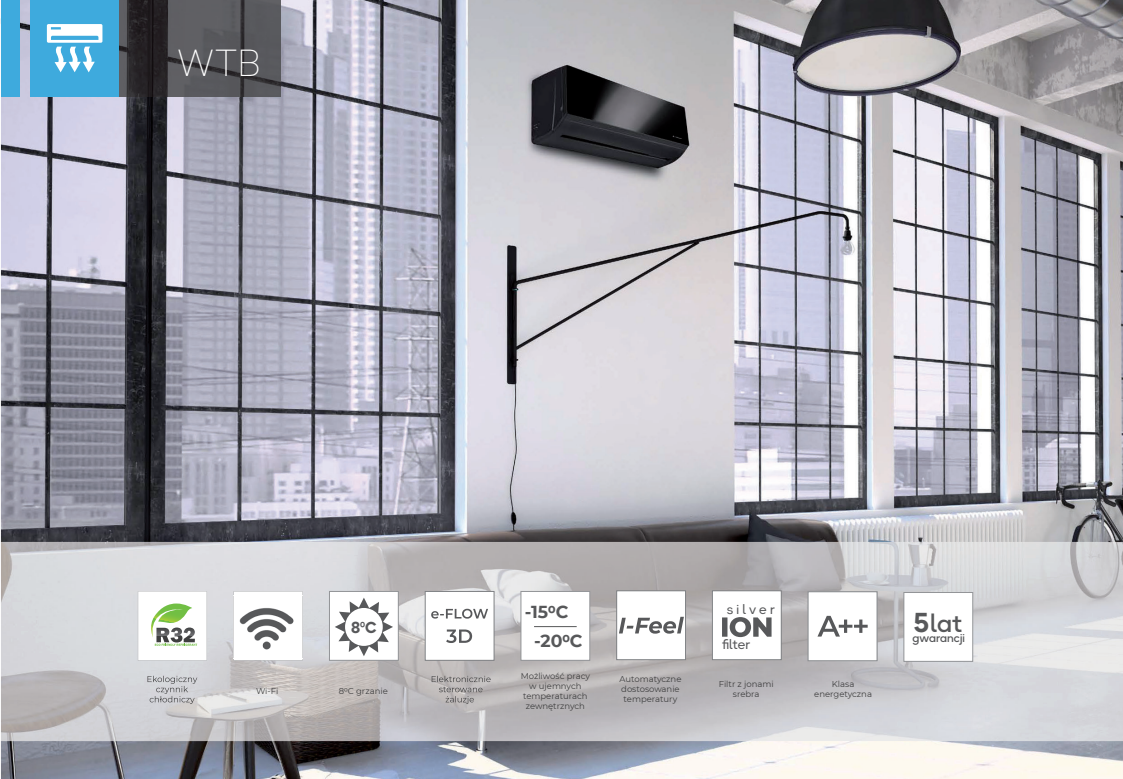 WTB
R32
8ºC
e-FLOW
3D
-15ºC
-20ºC
I-Feel
silver
ION
filter
A++
5lat
gwarancji
Ekologiczny
czynnik
chłodniczy
Wi-Fi
8ºC grzanie
Elektronicznie
sterowane
żaluzje
Możliwość pracy
w ujemnych
temperaturach
zewnętrznych
Automatyczne
dostosowanie
temperatury
Filtr z jonami
srebra
Klasa
energetyczna